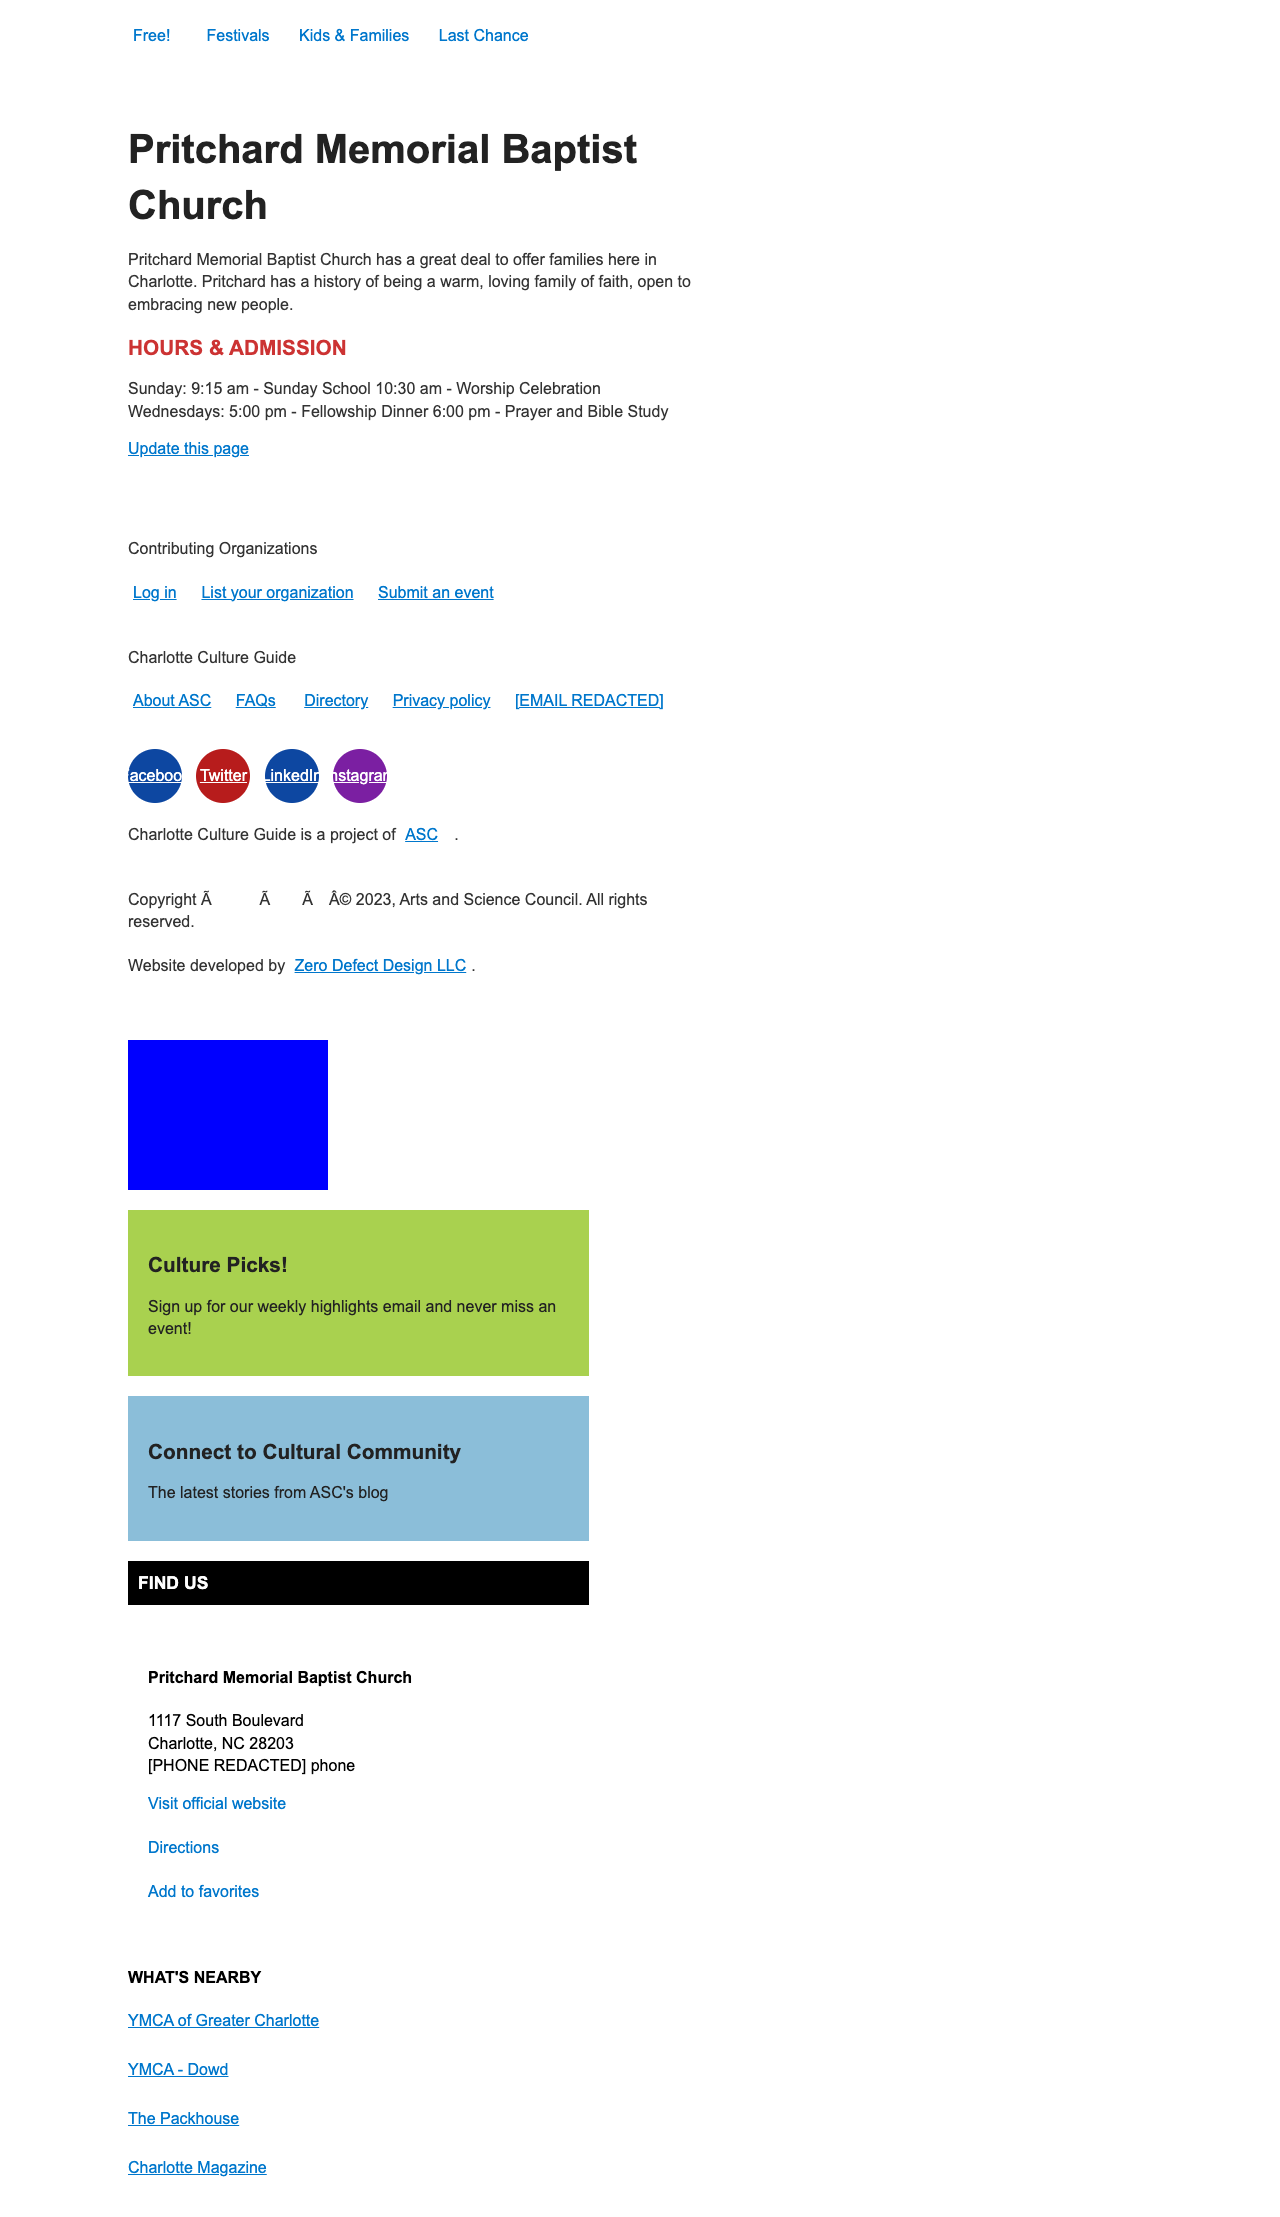 Free! Festivals Kids & Families Last Chance
Pritchard Memorial Baptist
Church
Pritchard Memorial Baptist Church has a great deal to offer families here in
Charlotte. Pritchard has a history of being a warm, loving family of faith, open to
embracing new people.
HOURS & ADMISSION
Sunday: 9:15 am - Sunday School 10:30 am - Worship Celebration
Wednesdays: 5:00 pm - Fellowship Dinner 6:00 pm - Prayer and Bible Study
Update this page
Contributing Organizations
Log in List your organization Submit an event
Charlotte Culture Guide
About ASC FAQs Directory Privacy policy [EMAIL REDACTED]
aceboo Twitter LinkedIn nstagram
Charlotte Culture Guide is a project of ASC .
Copyright Ã Ã Ã Â© 2023, Arts and Science Council. All rights
reserved.
Website developed by Zero Defect Design LLC .
Culture Picks!
Sign up for our weekly highlights email and never miss an
event!
Connect to Cultural Community
The latest stories from ASC's blog
FIND US
Pritchard Memorial Baptist Church
1117 South Boulevard
Charlotte, NC 28203
[PHONE REDACTED] phone
Visit official website
Directions
Add to favorites
WHAT'S NEARBY
YMCA of Greater Charlotte
YMCA - Dowd
The Packhouse
Charlotte Magazine